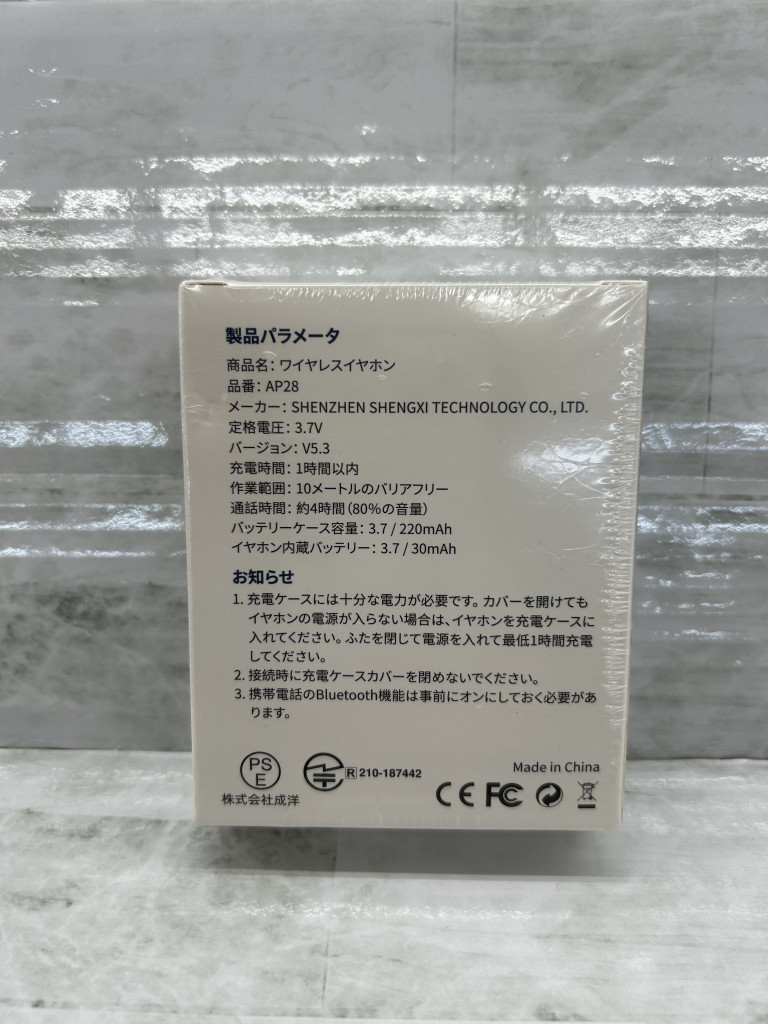 製品パラメータ
商品名：ワイヤレスイヤホン
品番：AP28
メーカー：SHENZHEN SHENGXI TECHNOLOGY CO., LTD.
定格電圧：3.7V
バージョン：V5.3
充電時間：1時間以内
作業範囲：10メートルのバリアフリー
通話時間：約4時間（80％の音量）
バッテリーケース容量：3.7 / 220mAh
イヤホン内蔵バッテリー：3.7 / 30mAh
お知らせ
1. 充電ケースには十分な電力が必要です。カバーを開けても
イヤホンの電源が入らない場合は、イヤホンを充電ケースに
入れてください。ふたを閉じて電源を入れて最低1時間充電
してください。
2. 接続時に充電ケースカバーを閉めないでください。
3. 携帯電話のBluetooth機能は事前にオンにしておく必要があ
ります。
PS
E
株式会社成洋
R 210-187442
Made in China
CE FC